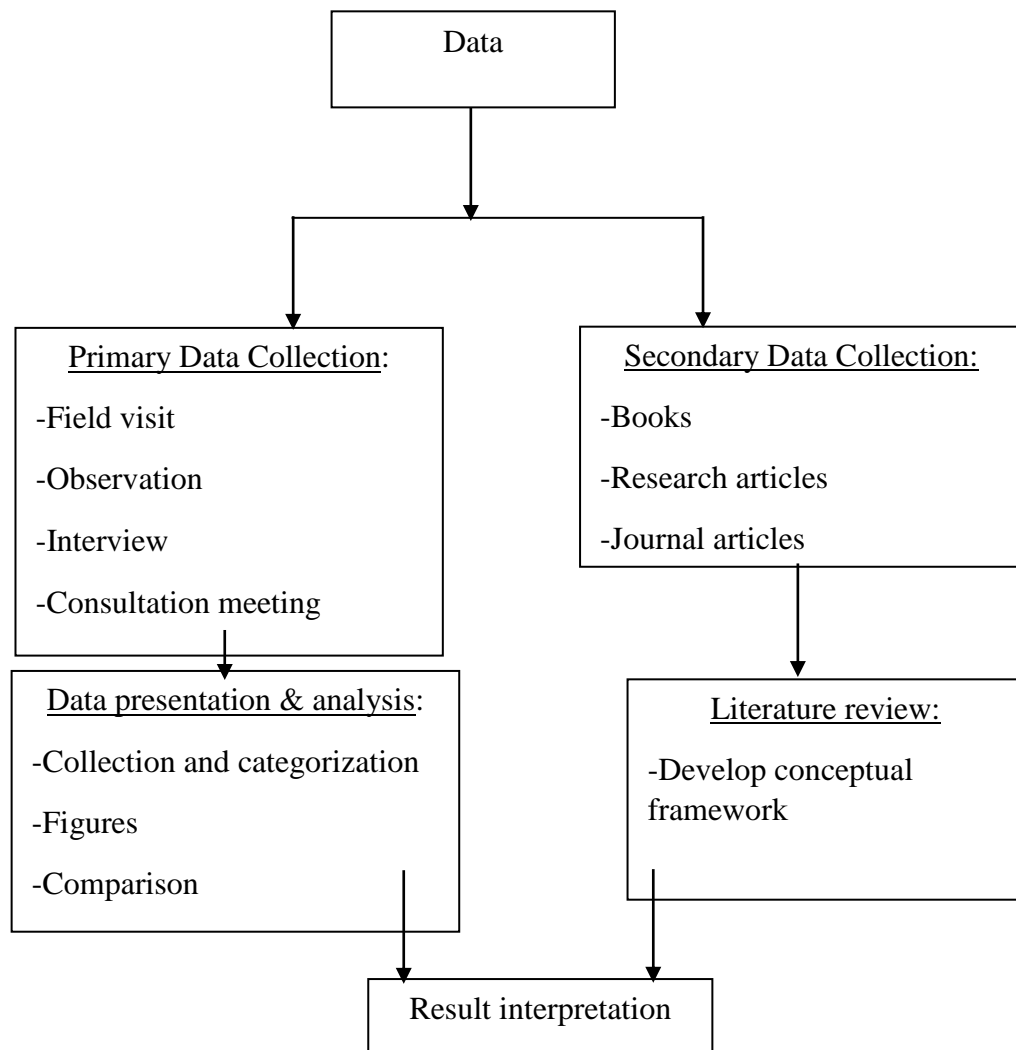 Data
Primary Data Collection:
-Field visit
-Observation
-Interview
-Consultation meeting
Secondary Data Collection:
-Books
-Research articles
-Journal articles
Data presentation & analysis:
-Collection and categorization
-Figures
-Comparison
Literature review:
-Develop conceptual
framework
Result interpretation